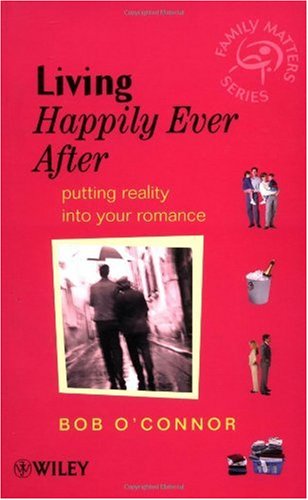 FAMILY MATTERS
SERIES
Living
Happily Ever
After
putting reality
into your romance
BOB O'CONNOR
WILEY